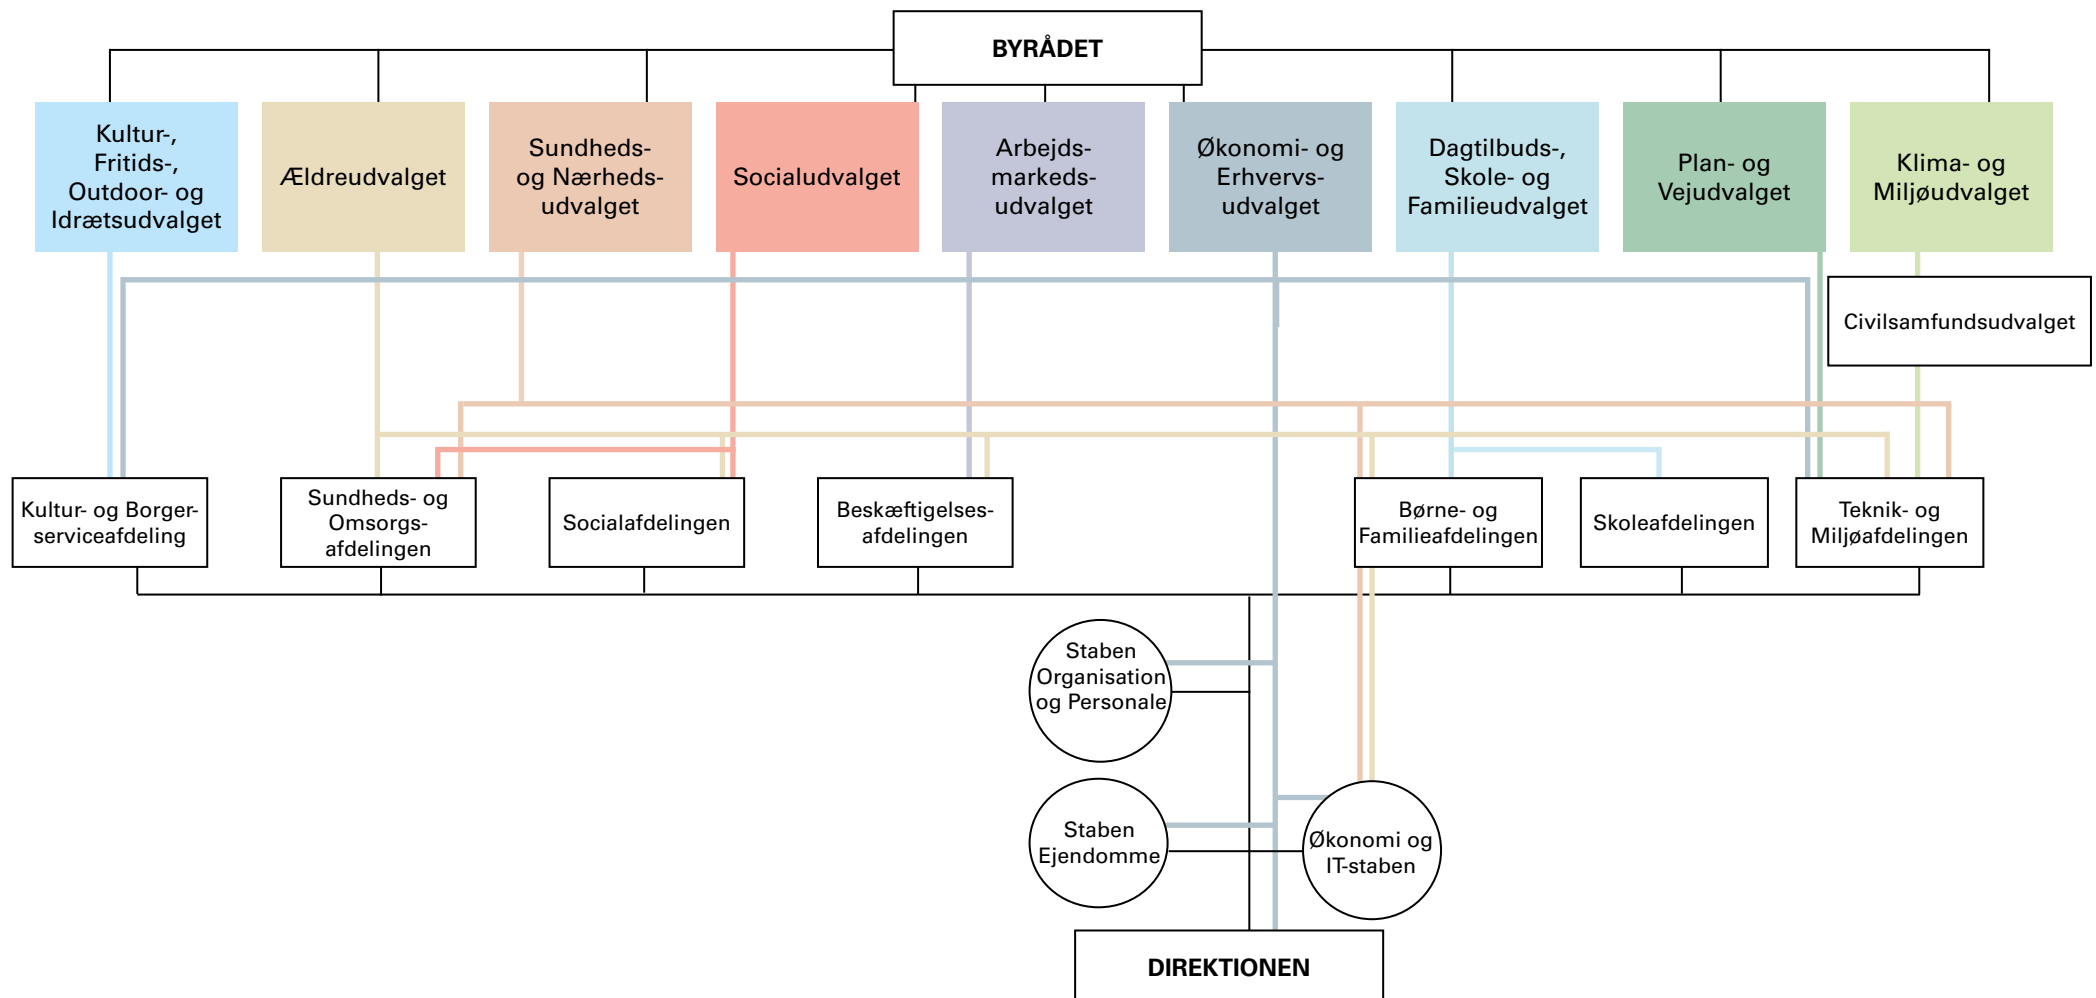 BYRÅDET
Kultur-,
Fritids-,
Outdoor- og
Idrætsudvalget
Ældreudvalget
Sundheds-
og Nærheds-
udvalget
Socialudvalget
Arbejds-
markeds-
udvalget
Økonomi- og
Erhvervs-
udvalget
Dagtilbuds-,
Skole- og
Familieudvalget
Plan- og
Vejudvalget
Klima- og
Miljøudvalget
Civilsamfundsudvalget
Kultur- og Borger-
serviceafdeling
Sundheds- og
Omsorgs-
afdelingen
Socialafdelingen
Beskæftigelses-
afdelingen
Børne- og
Familieafdelingen
Skoleafdelingen
Teknik- og
Miljøafdelingen
Staben
Organisation
og Personale
Staben
Ejendomme
Økonomi og
IT-staben
DIREKTIONEN